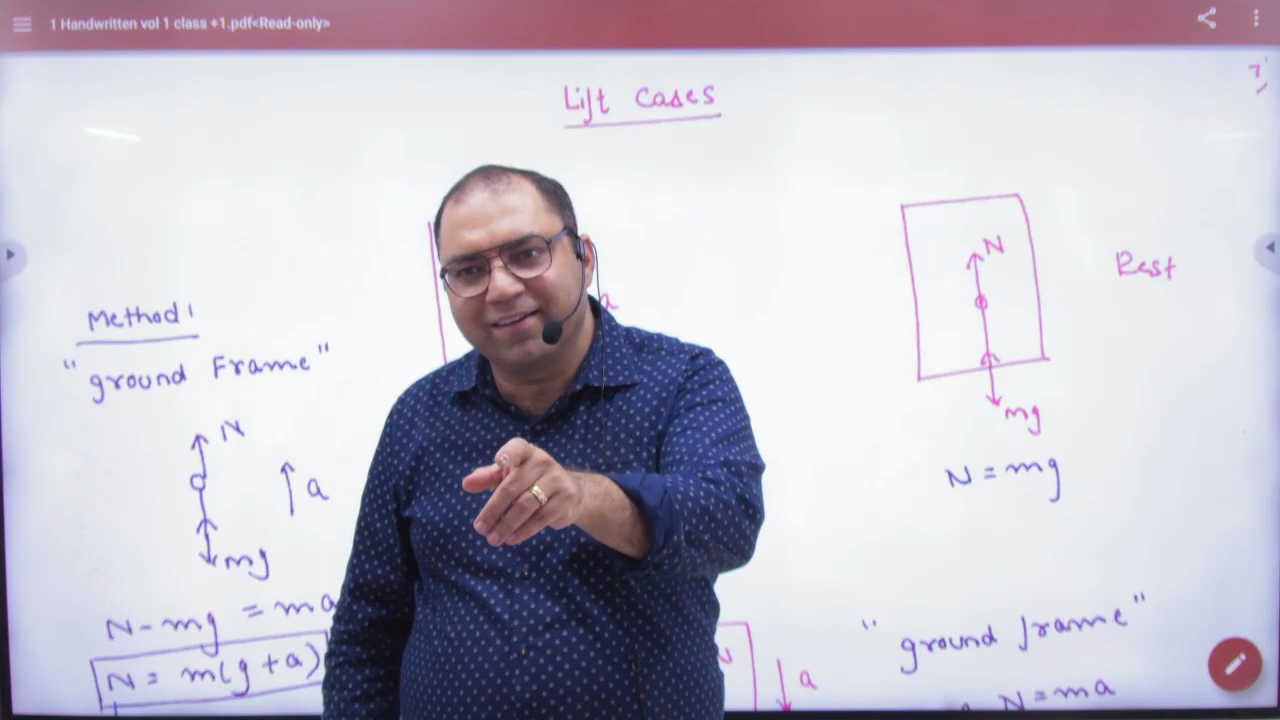 1 Handwritten vol 1 class +1.pdf<Read-only>
Lift Cases
Method 1
"ground Frame"
N
a
mg
N - mg = ma
N = m(g + a)
a
a
N
mg
Rest
N = mg
"ground frame"
N = ma